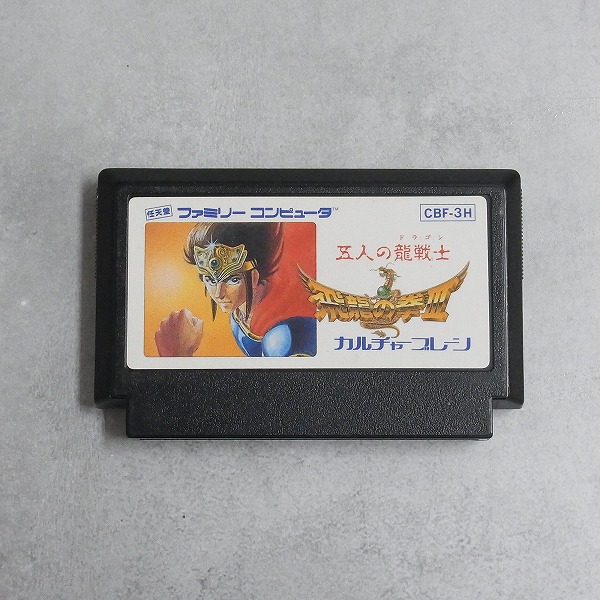 任天堂 ファミリー コンピュータ™ CBF-3H
ドラゴン
五人の龍戦士
飛龍の拳Ⅲ
カルチャーブレーン